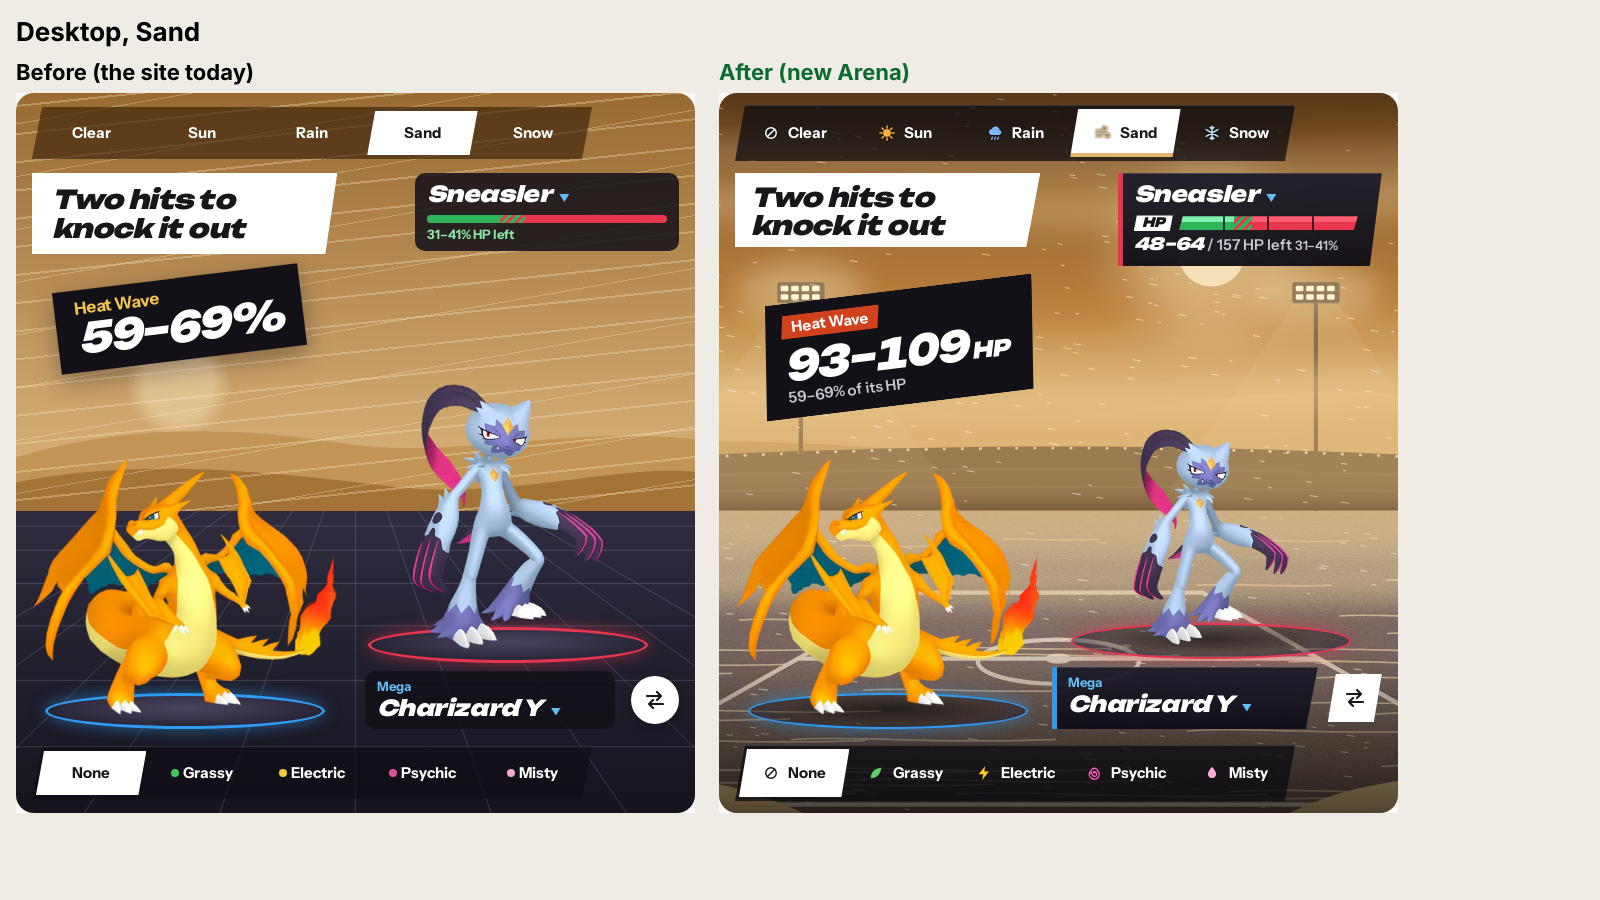 Desktop, Sand
Before (the site today)
Clear Sun Rain Sand Snow
Two hits to
knock it out
Sneasler
31–41% HP left
Heat Wave
59–69%
Mega
Charizard Y
None Grassy Electric Psychic Misty
After (new Arena)
Clear Sun Rain Sand Snow
Two hits to
knock it out
Sneasler
HP
48–64 / 157 HP left 31–41%
Heat Wave
93–109 HP
59–69% of its HP
Mega
Charizard Y
None Grassy Electric Psychic Misty